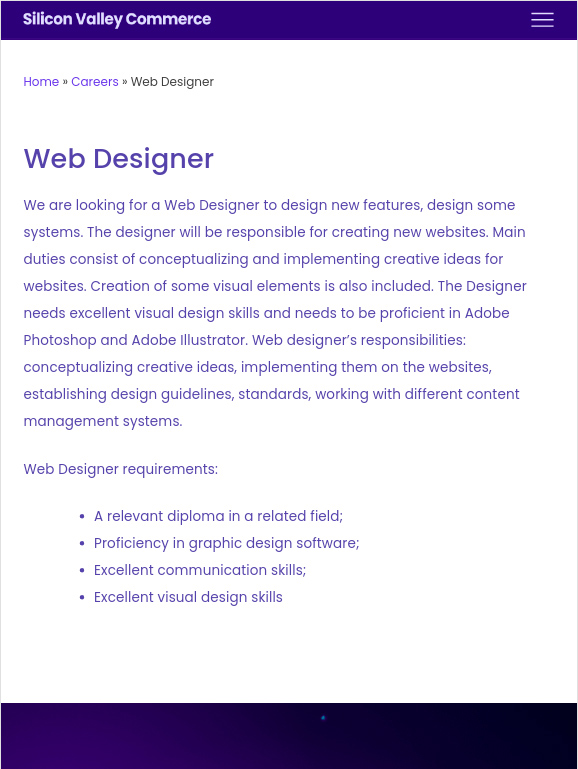 Silicon Valley Commerce
Home » Careers » Web Designer
Web Designer
We are looking for a Web Designer to design new features, design some
systems. The designer will be responsible for creating new websites. Main
duties consist of conceptualizing and implementing creative ideas for
websites. Creation of some visual elements is also included. The Designer
needs excellent visual design skills and needs to be proficient in Adobe
Photoshop and Adobe Illustrator. Web designer’s responsibilities:
conceptualizing creative ideas, implementing them on the websites,
establishing design guidelines, standards, working with different content
management systems.
Web Designer requirements:
• A relevant diploma in a related field;
• Proficiency in graphic design software;
• Excellent communication skills;
• Excellent visual design skills